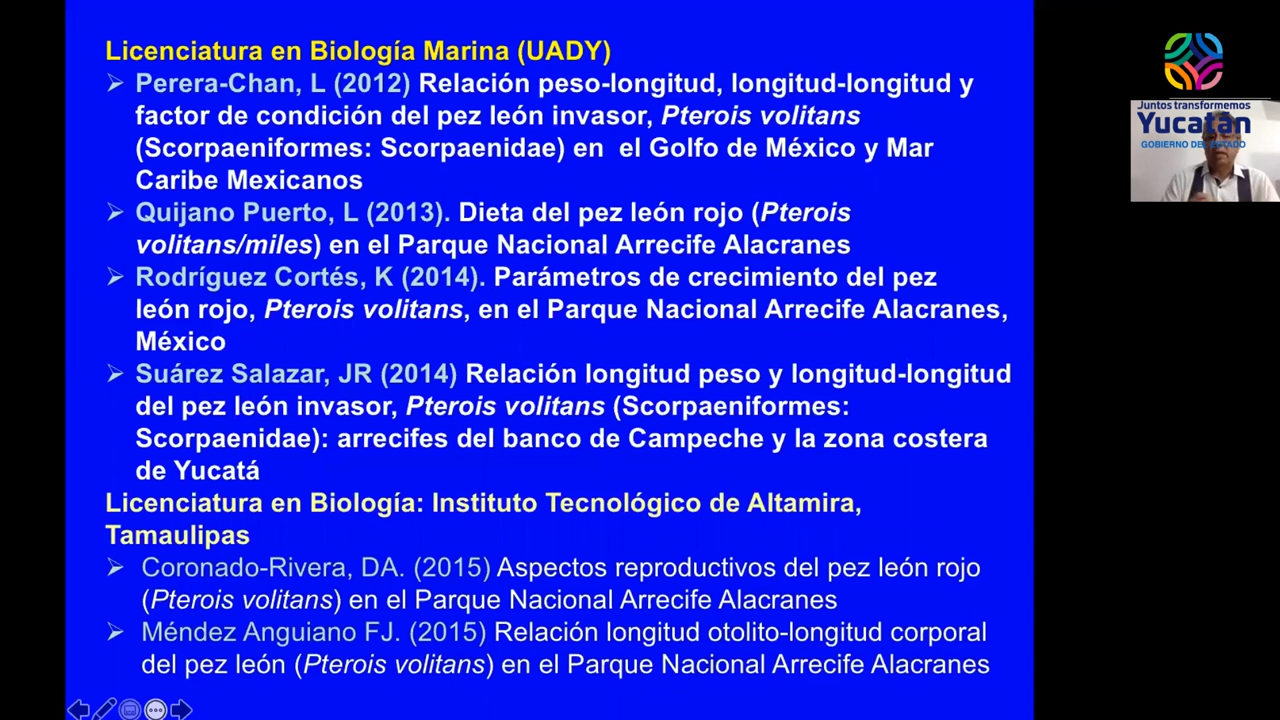 Licenciatura en Biología Marina (UADY)
Perera-Chan, L (2012) Relación peso-longitud, longitud-longitud y
factor de condición del pez león invasor, Pterois volitans
(Scorpaeniformes: Scorpaenidae) en el Golfo de México y Mar
Caribe Mexicanos
Quijano Puerto, L (2013). Dieta del pez león rojo (Pterois
volitans/miles) en el Parque Nacional Arrecife Alacranes
Rodríguez Cortés, K (2014). Parámetros de crecimiento del pez
león rojo, Pterois volitans, en el Parque Nacional Arrecife Alacranes,
México
Suárez Salazar, JR (2014) Relación longitud peso y longitud-longitud
del pez león invasor, Pterois volitans (Scorpaeniformes:
Scorpaenidae): arrecifes del banco de Campeche y la zona costera
de Yucatá
Licenciatura en Biología: Instituto Tecnológico de Altamira,
Tamaulipas
Coronado-Rivera, DA. (2015) Aspectos reproductivos del pez león rojo
(Pterois volitans) en el Parque Nacional Arrecife Alacranes
Méndez Anguiano FJ. (2015) Relación longitud otolito-longitud corporal
del pez león (Pterois volitans) en el Parque Nacional Arrecife Alacranes
Juntos transformemos
Yucatán
GOBIERNO DEL ESTADO